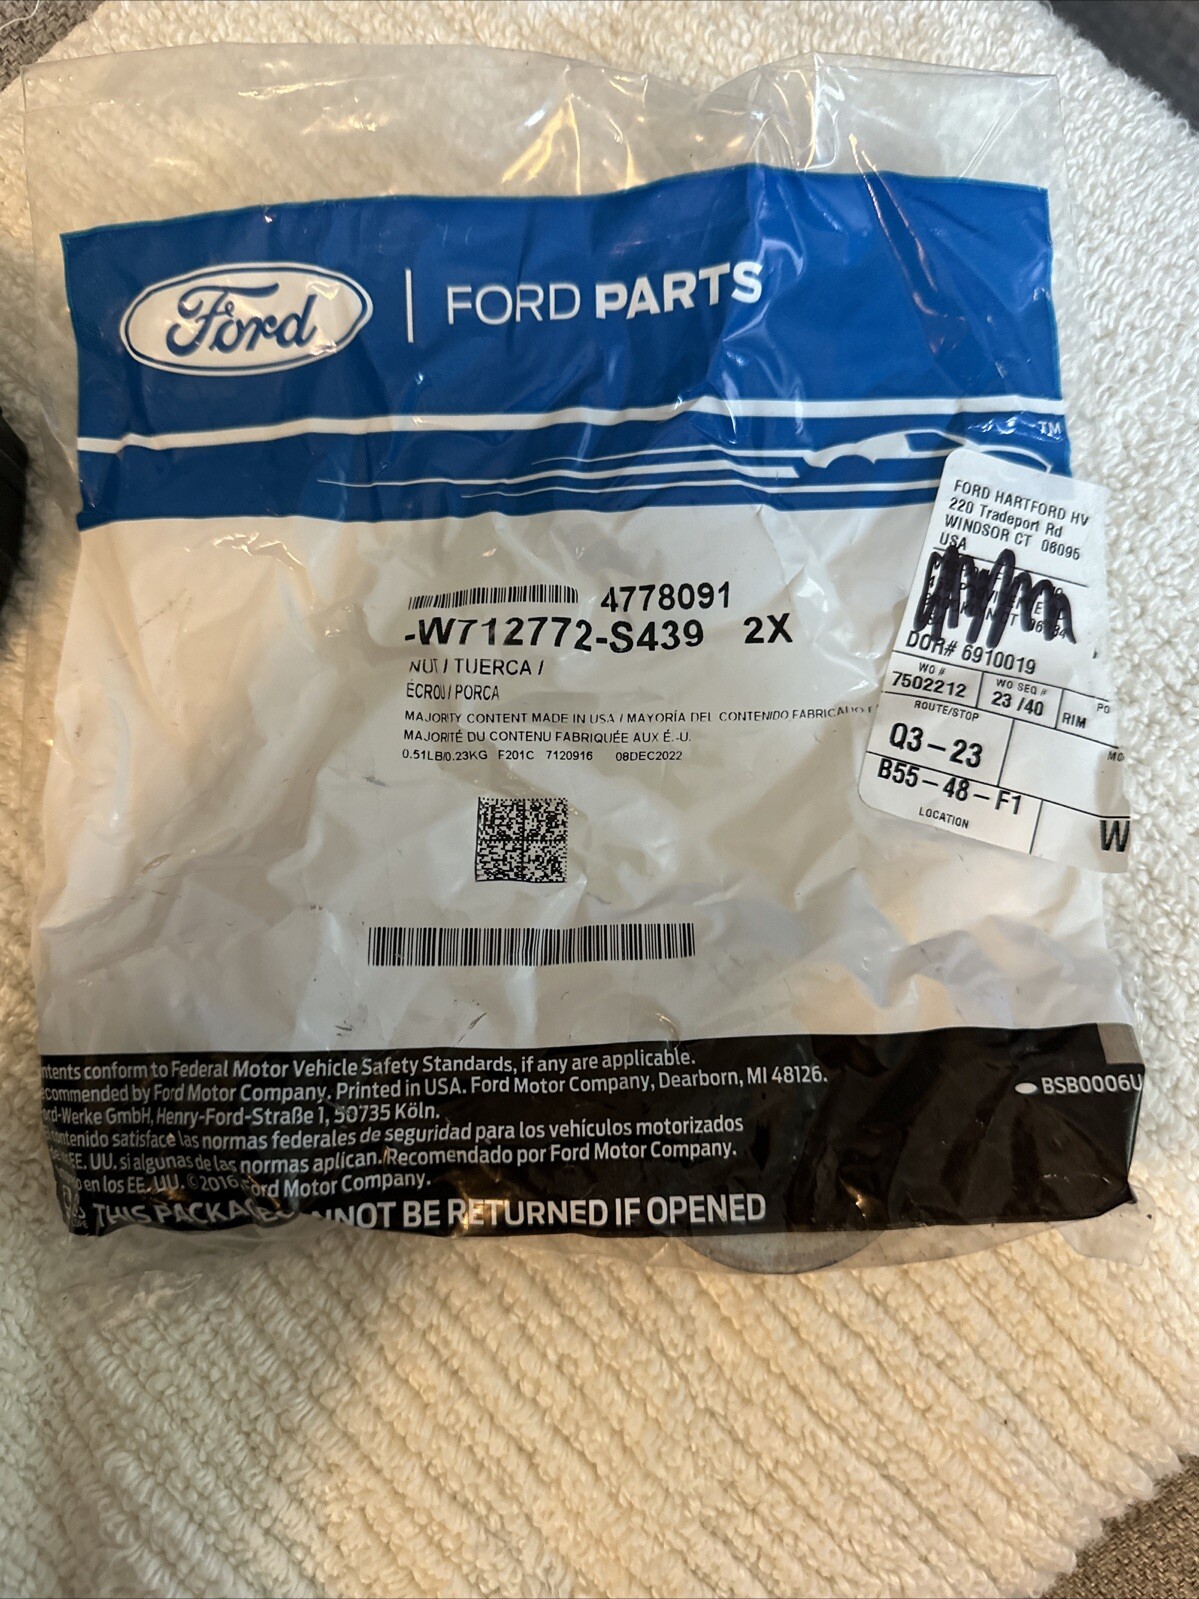 Ford | FORD PARTS
TM
FORD HARTFORD HV
220 Tradeport Rd
WINDSOR CT 06095
USA
DOR# 6910019
WO #
7502212
WO SEQ #
23 /40
RIM
PO
ROUTE/STOP
Q3-23
B55-48-F1
LOCATION
W
4778091
-W712772-S439 2X
NUT / TUERCA /
ÉCROU / PORCA
MAJORITY CONTENT MADE IN USA / MAYORÍA DEL CONTENIDO FABRICADO
MAJORITÉ DU CONTENU FABRIQUÉE AUX É.-U.
0.51LB/0.23KG F201C 7120916 08DEC2022
ntents conform to Federal Motor Vehicle Safety Standards, if any are applicable.
ecommended by Ford Motor Company. Printed in USA. Ford Motor Company, Dearborn, MI 48126.
ord-Werke GmbH, Henry-Ford-Straße 1, 50735 Köln.
contenido satisface las normas federales de seguridad para los vehículos motorizados
EE. UU. si algunas de las normas aplican. Recomendado por Ford Motor Company.
o en los EE. UU. ©2016 Ford Motor Company.
THIS PACKAGE NNOT BE RETURNED IF OPENED
BSB0006U